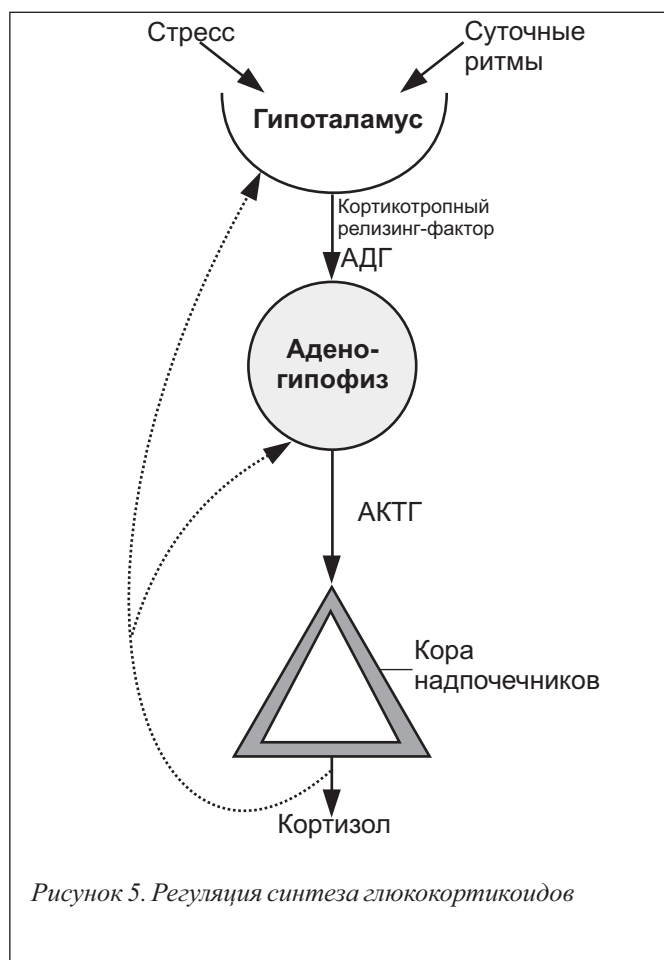 Стресс
Суточные
ритмы
Гипоталамус
Кортикотропный
релизинг-фактор
АДГ
Адено-
гипофиз
АКТГ
Кора
надпочечников
Кортизол
Рисунок 5. Регуляция синтеза глюкокортикоидов